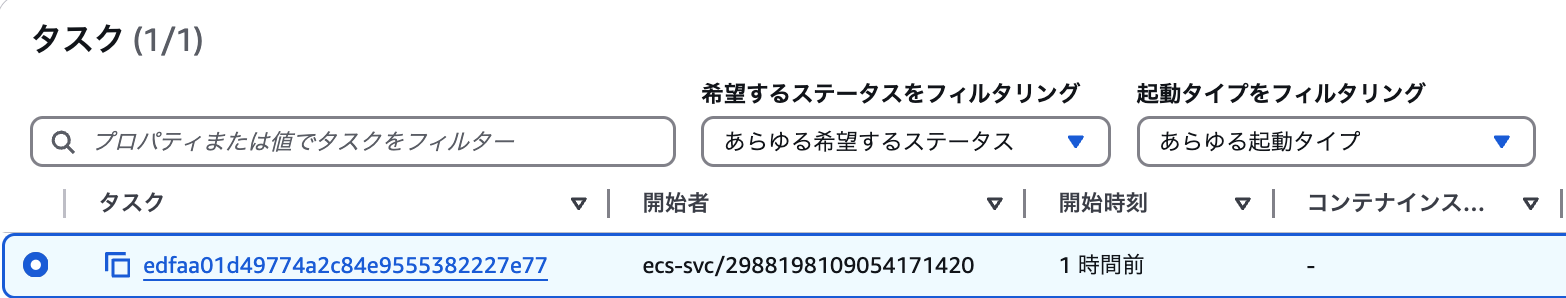 タスク (1/1)
希望するステータスをフィルタリング 起動タイプをフィルタリング
プロパティまたは値でタスクをフィルター あらゆる希望するステータス あらゆる起動タイプ
タスク 開始者 開始時刻 コンテナインス...
edfaa01d49774a2c84e9555382227e77 ecs-svc/2988198109054171420 1 時間前 -